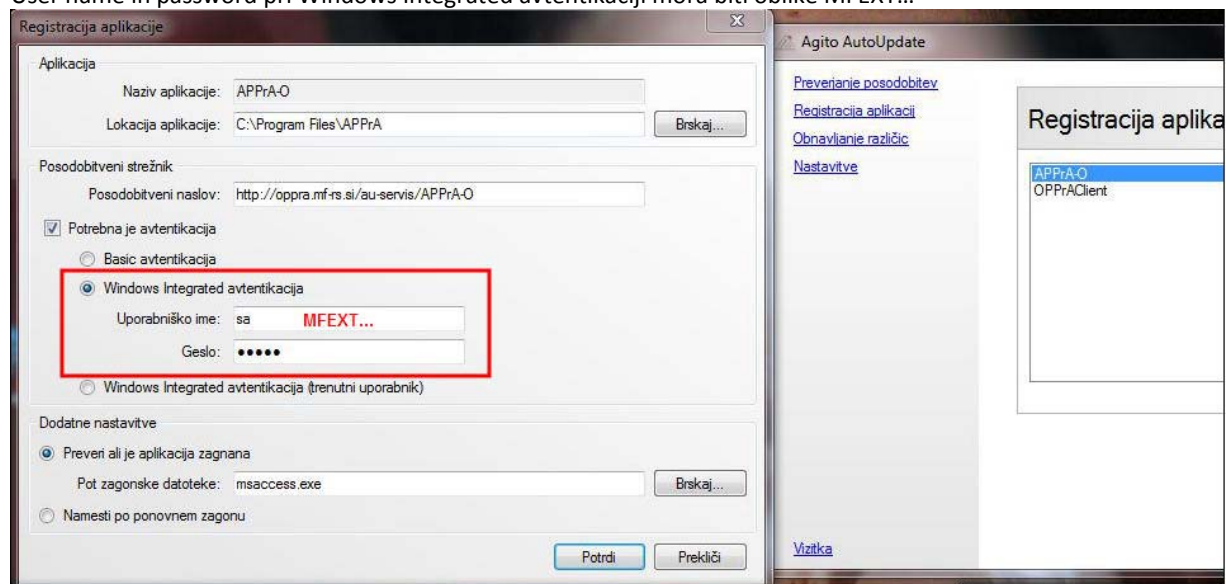 User name in password pri Windows Integrated avtentikaciji mora biti oblike MFEXT...
Registracija aplikacije
Aplikacija
Naziv aplikacije: APPrA-O
Lokacija aplikacije: C:\Program Files\APPrA Brskaj...
Posodobitveni strežnik
Posodobitveni naslov: http://oppra.mf-rs.si/au-servis/APPrA-O
Potrebna je avtentikacija
Basic avtentikacija
Windows Integrated avtentikacija
Uporabniško ime: sa MFEXT...
Geslo: •••••
Windows Integrated avtentikacija (trenutni uporabnik)
Dodatne nastavitve
Preveri ali je aplikacija zagnana
Pot zagonske datoteke: msaccess.exe Brskaj...
Namesti po ponovnem zagonu
Potrdi Prekliči
Agito AutoUpdate
Preverjanje posodobitev
Registracija aplikacij
Obnavljanje različic
Nastavitve
Vizitka
Registracija aplika
APPrA-O
OPPrAClient